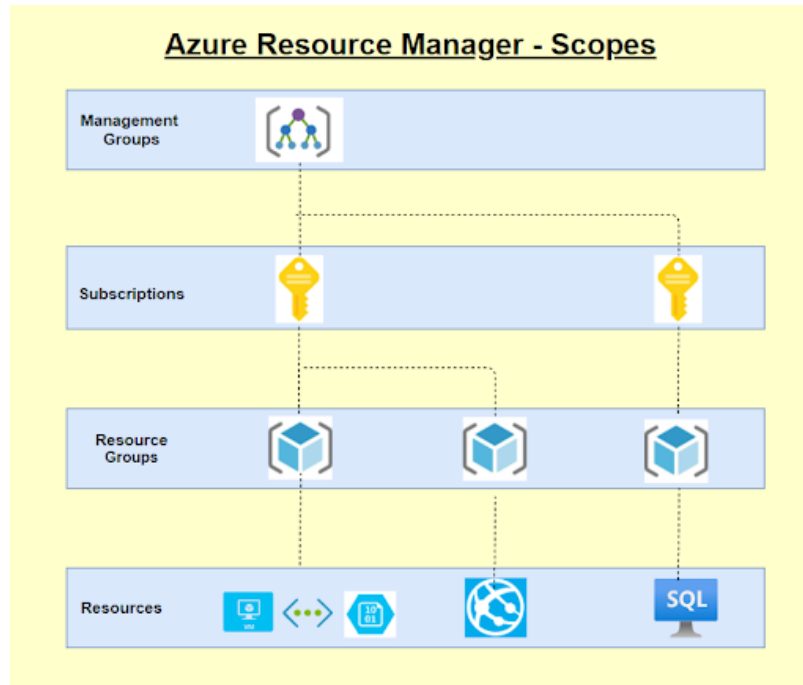 Azure Resource Manager - Scopes
Management
Groups
Subscriptions
Resource
Groups
Resources
VM
10
01
SQL